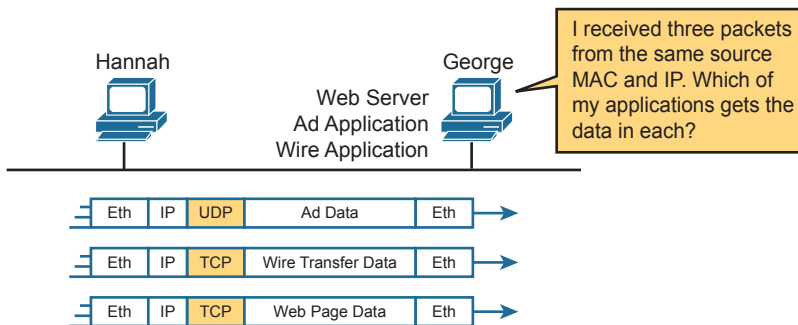 I received three packets
from the same source
MAC and IP. Which of
my applications gets the
data in each?
Hannah
George
Web Server
Ad Application
Wire Application
Eth IP UDP Ad Data Eth
Eth IP TCP Wire Transfer Data Eth
Eth IP TCP Web Page Data Eth